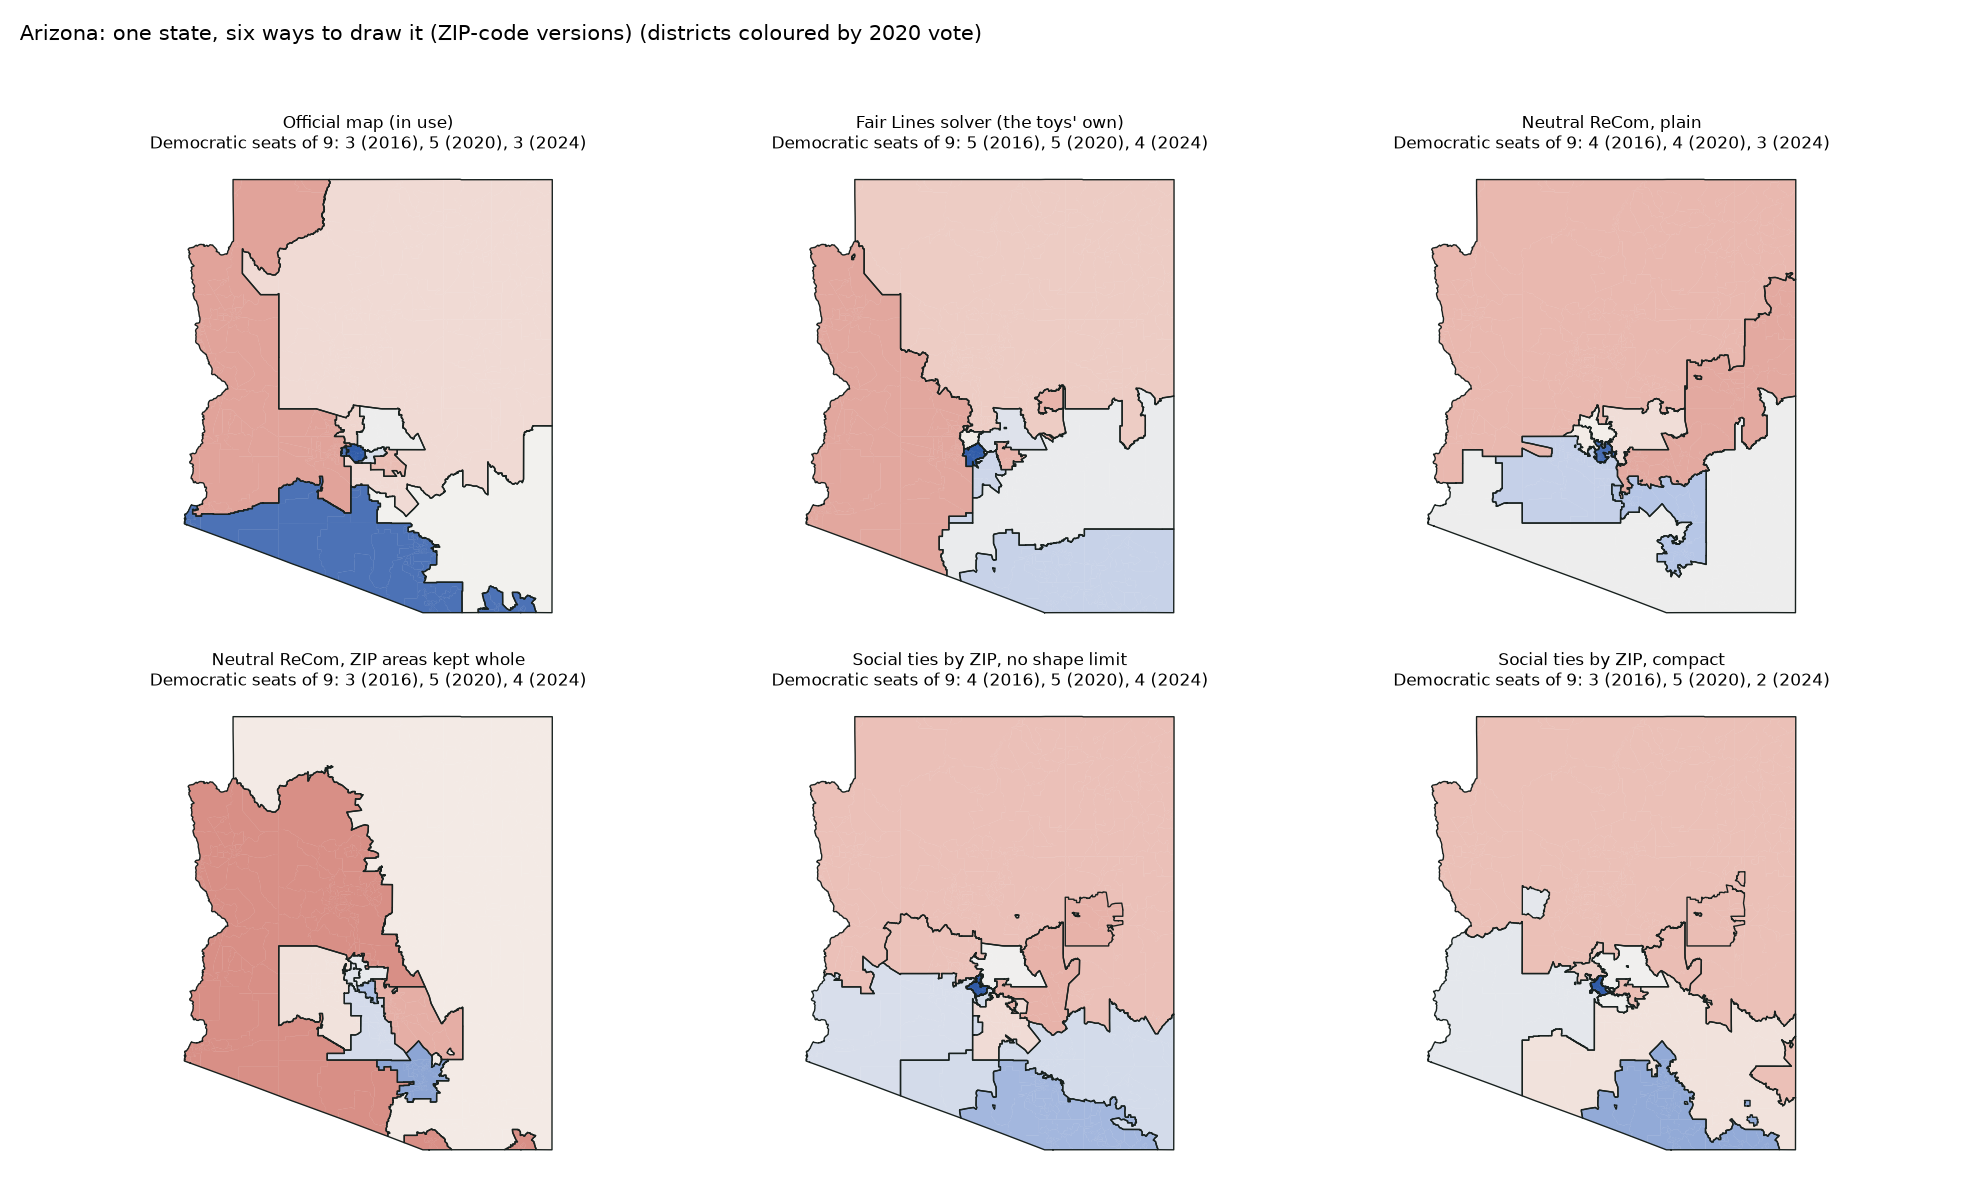 Arizona: one state, six ways to draw it (ZIP-code versions) (districts coloured by 2020 vote)
Official map (in use)
Democratic seats of 9: 3 (2016), 5 (2020), 3 (2024)
Fair Lines solver (the toys' own)
Democratic seats of 9: 5 (2016), 5 (2020), 4 (2024)
Neutral ReCom, plain
Democratic seats of 9: 4 (2016), 4 (2020), 3 (2024)
Neutral ReCom, ZIP areas kept whole
Democratic seats of 9: 3 (2016), 5 (2020), 4 (2024)
Social ties by ZIP, no shape limit
Democratic seats of 9: 4 (2016), 5 (2020), 4 (2024)
Social ties by ZIP, compact
Democratic seats of 9: 3 (2016), 5 (2020), 2 (2024)